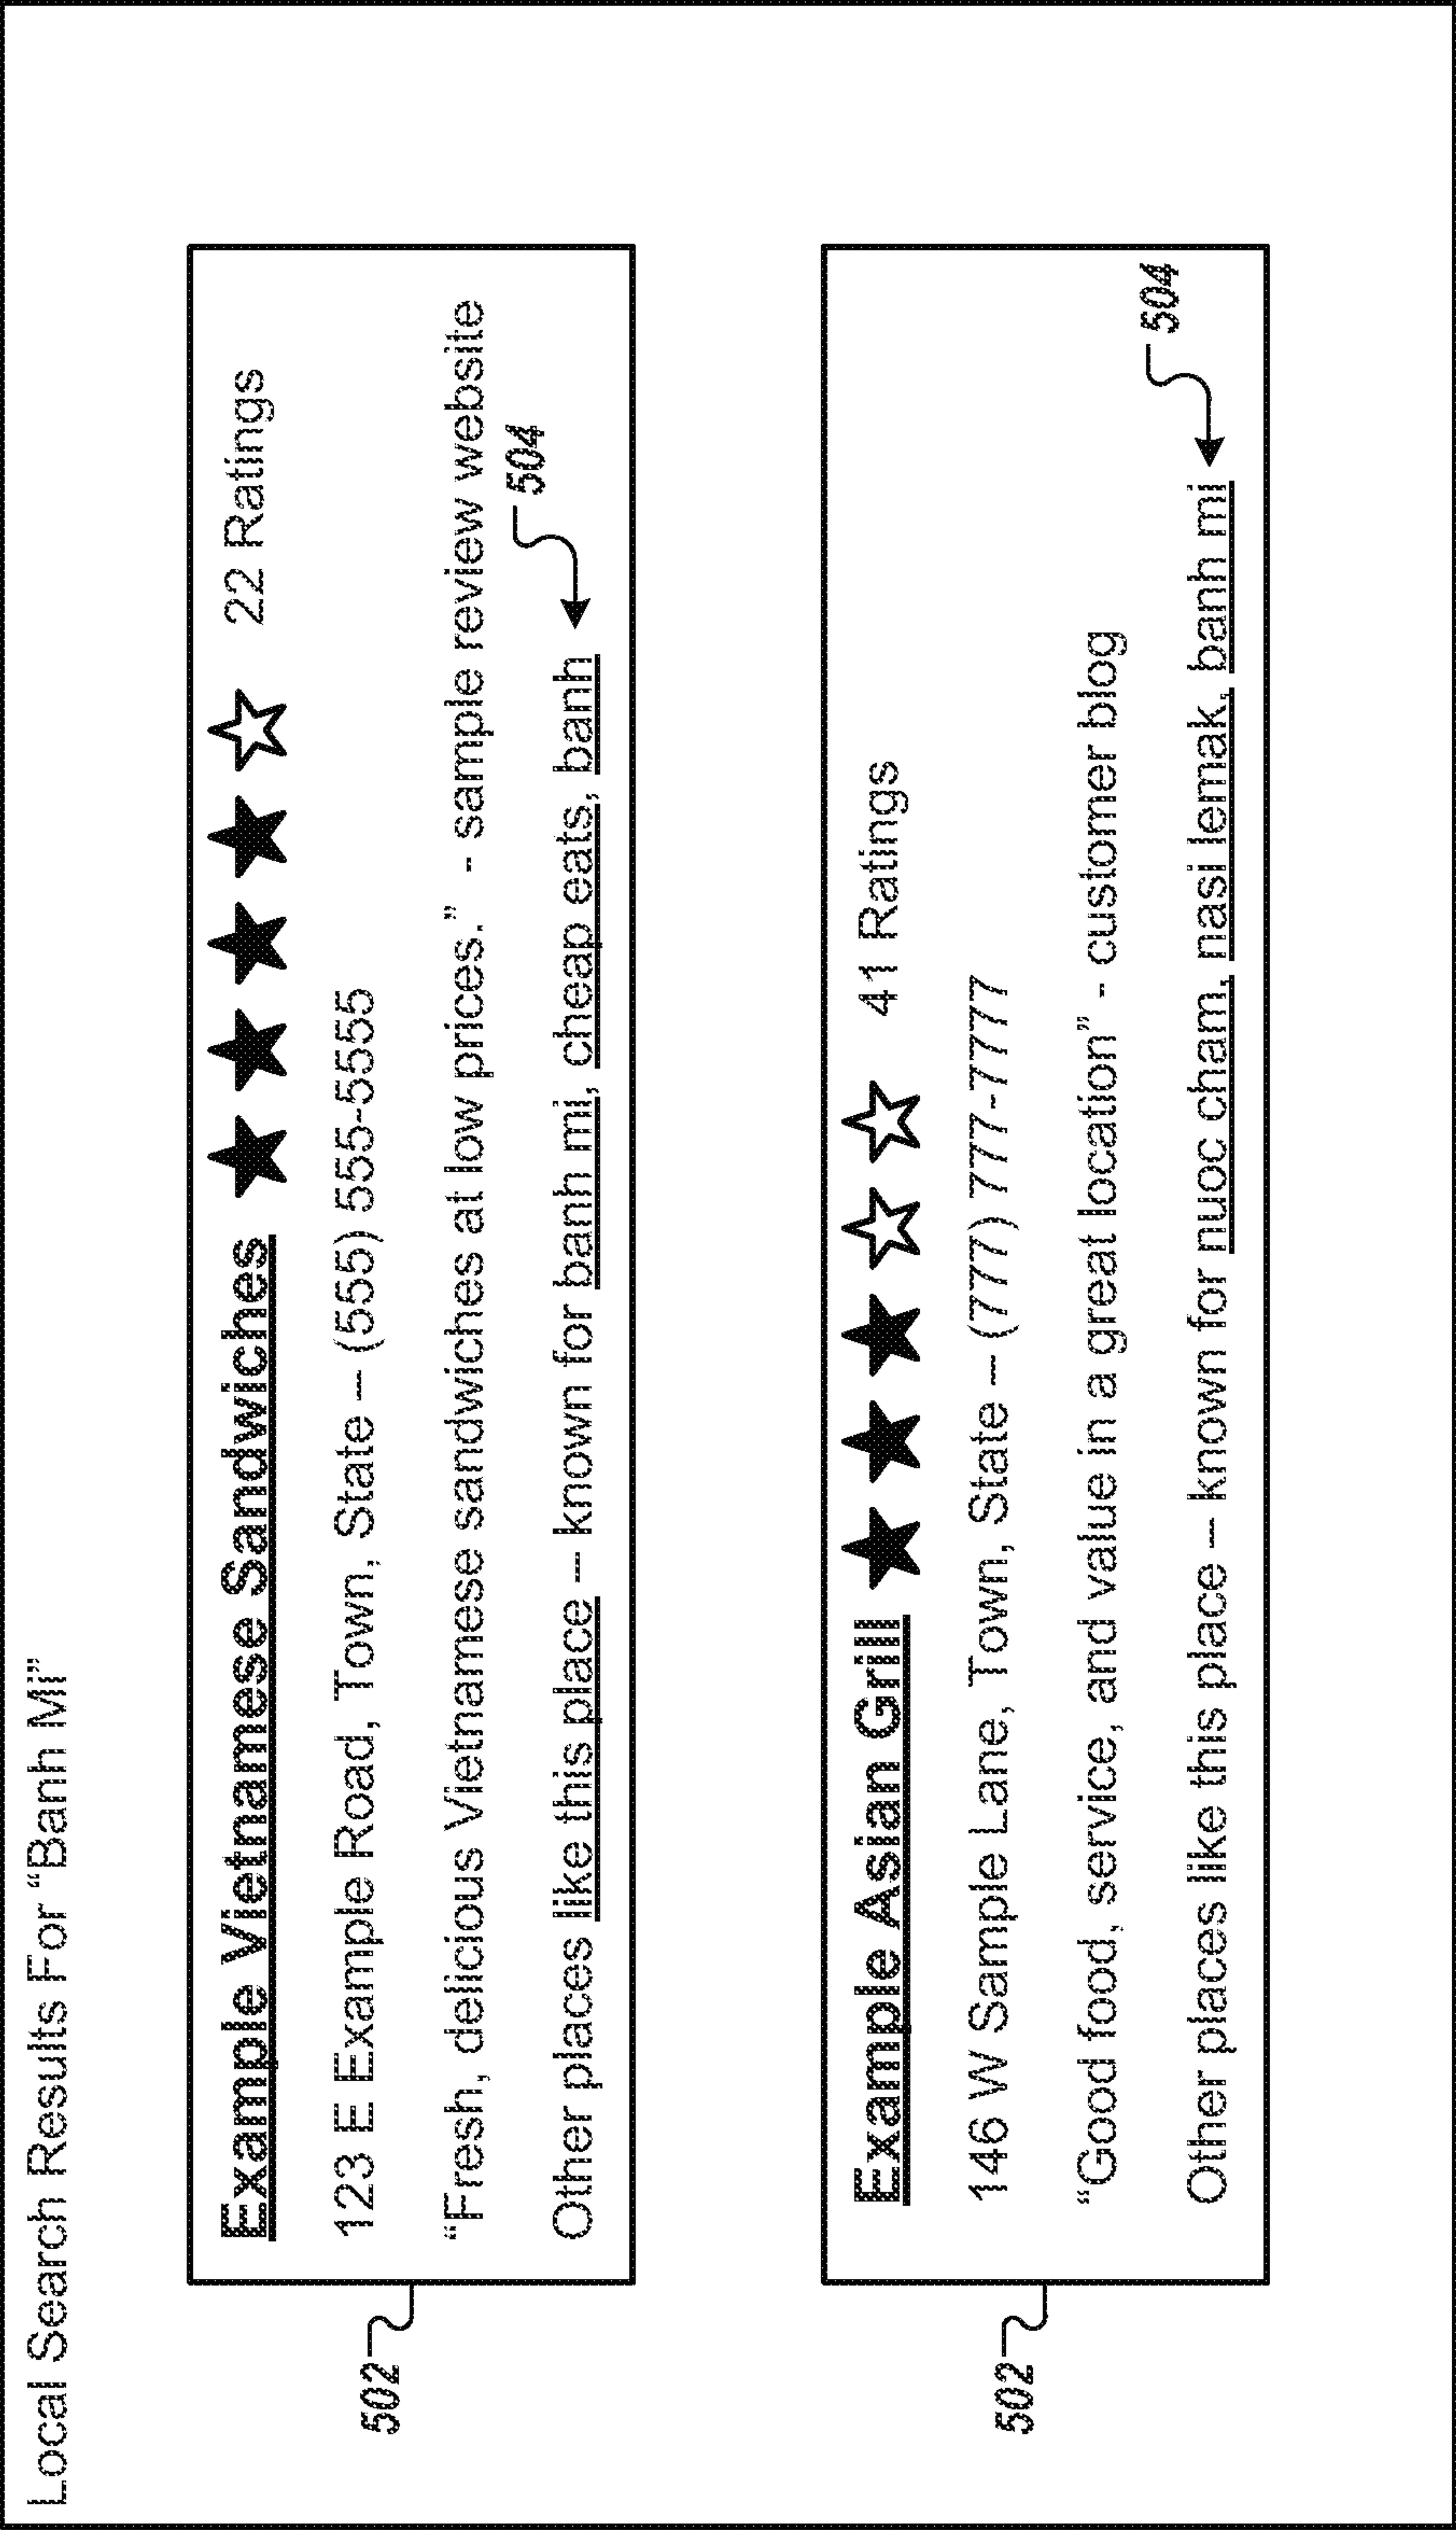 Local Search Results For “Banh Mi”
Example Vietnamese Sandwiches ★ ★ ★ ★ ☆ 22 Ratings
123 E Example Road, Town, State – (555) 555-5555
“Fresh, delicious Vietnamese sandwiches at low prices.” - sample review website
Other places like this place – known for banh mi, cheap eats, banh
504
502
Example Asian Grill ★ ★ ★ ☆ ☆ 41 Ratings
146 W Sample Lane, Town, State – (777) 777-7777
“Good food, service, and value in a great location” - customer blog
Other places like this place – known for nuoc cham, nasi lemak, banh mi
504
502